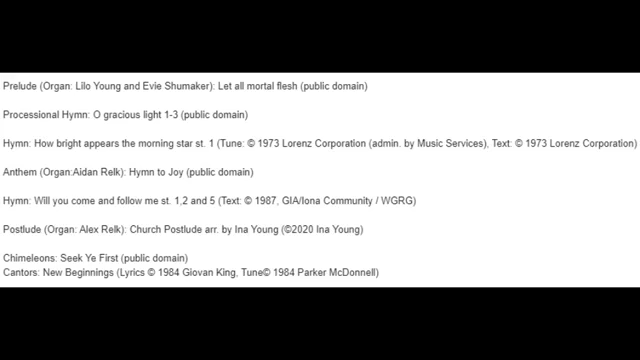 Prelude (Organ: Lilo Young and Evie Shumaker): Let all mortal flesh (public domain)
Processional Hymn: O gracious light 1-3 (public domain)
Hymn: How bright appears the morning star st. 1 (Tune: © 1973 Lorenz Corporation (admin. by Music Services), Text: © 1973 Lorenz Corporation)
Anthem (Organ:Aidan Relk): Hymn to Joy (public domain)
Hymn: Will you come and follow me st. 1,2 and 5 (Text: © 1987, GIA/Iona Community / WGRG)
Postlude (Organ: Alex Relk): Church Postlude arr. by Ina Young (©2020 Ina Young)
Chimeleons: Seek Ye First (public domain)
Cantors: New Beginnings (Lyrics © 1984 Giovan King, Tune© 1984 Parker McDonnell)